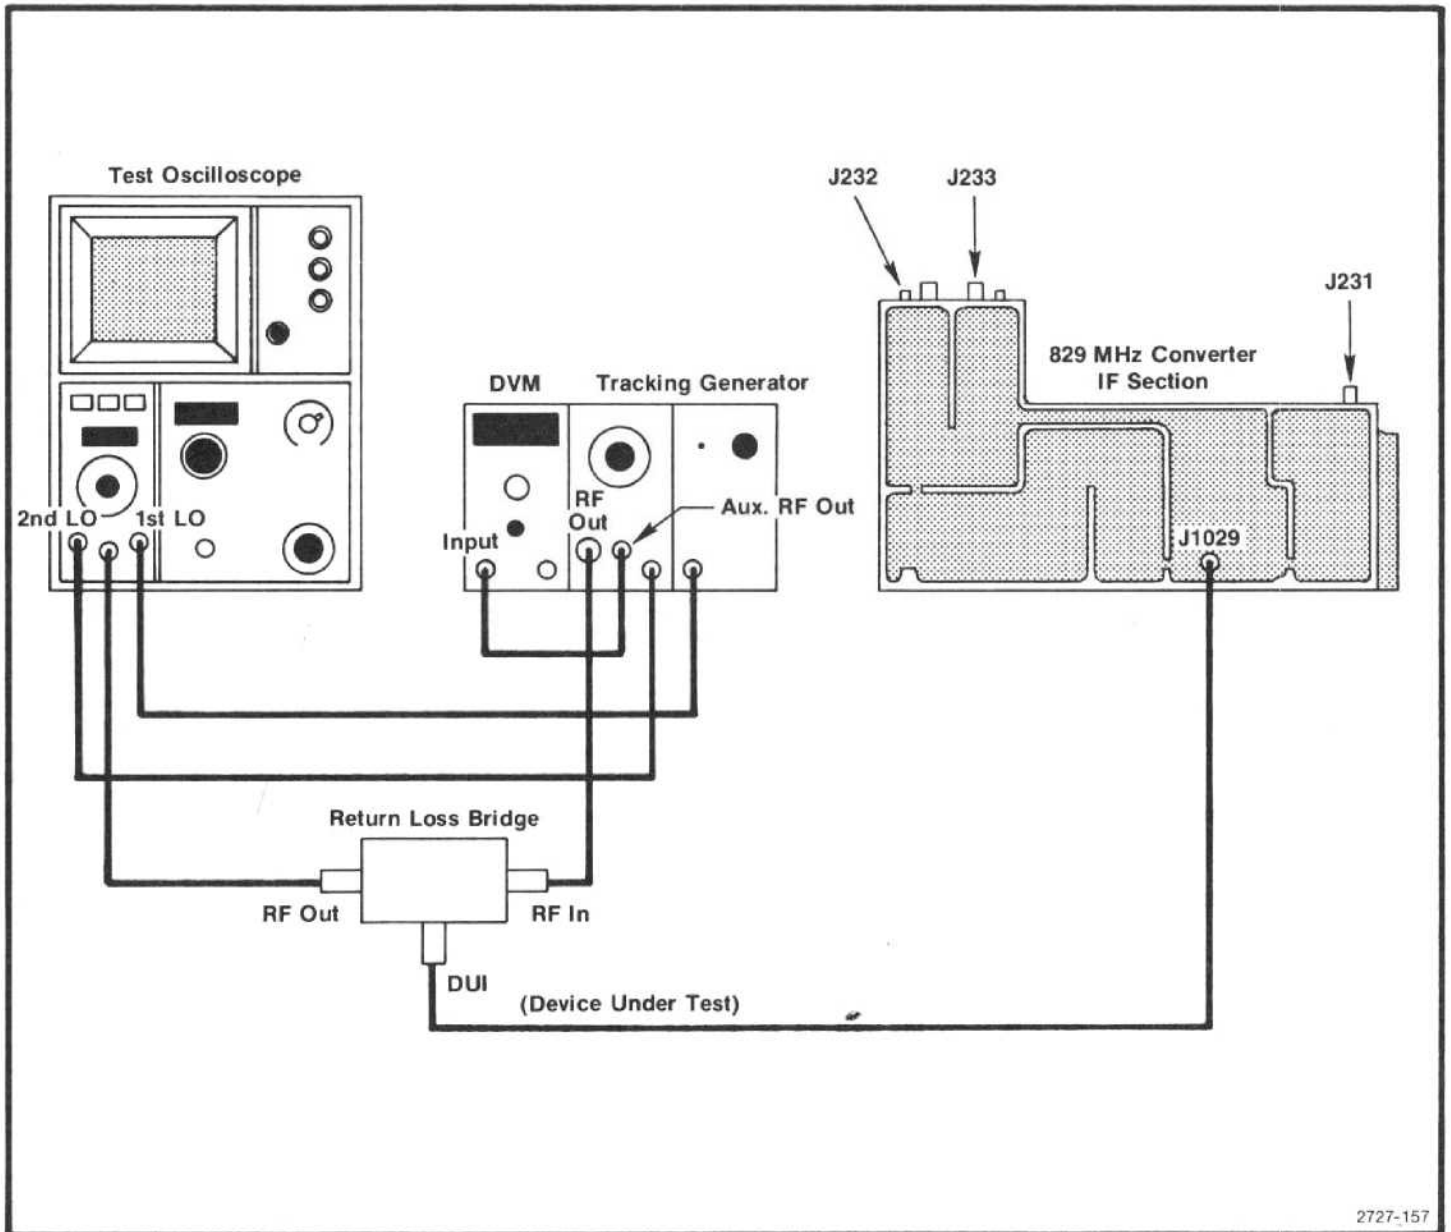 Test Oscilloscope
J232
J233
J231
829 MHz Converter
IF Section
DVM
Tracking Generator
2nd LO
1st LO
RF
Out
Aux. RF Out
Input
J1029
Return Loss Bridge
RF Out
RF In
DUI
(Device Under Test)
2727-157